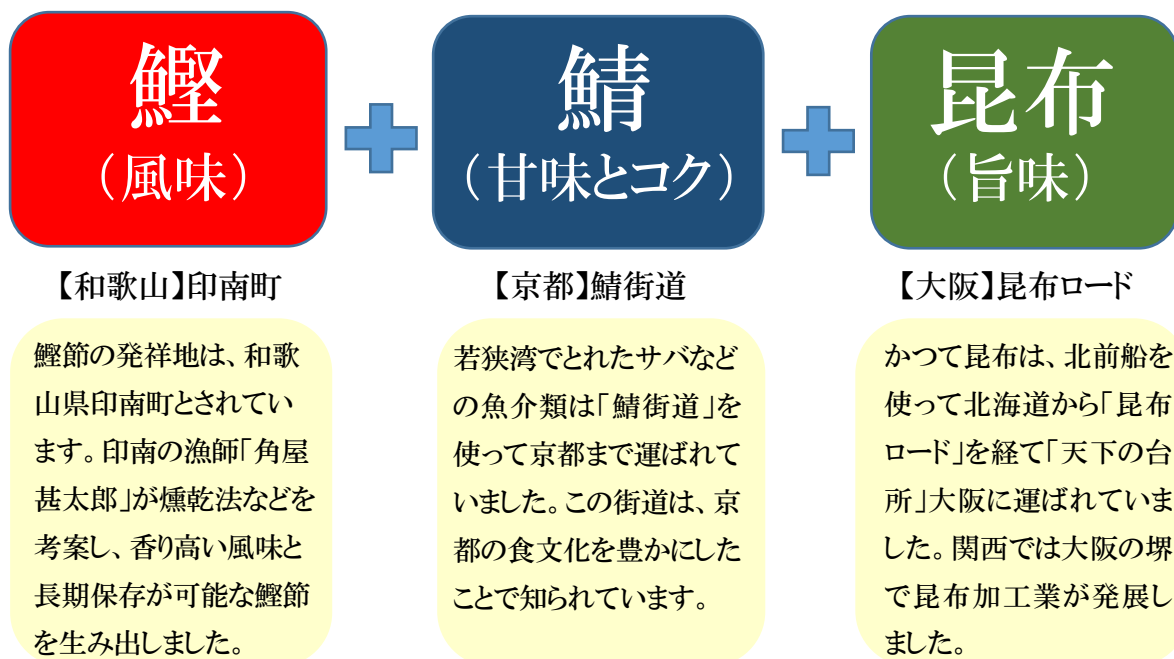 鰹
（風味）
鯖
（甘味とコク）
昆布
（旨味）
【和歌山】印南町
鰹節の発祥地は、和歌
山県印南町とされてい
ます。印南の漁師「角屋
甚太郎」が燻乾法などを
考案し、香り高い風味と
長期保存が可能な鰹節
を生み出しました。
【京都】鯖街道
若狭湾でとれたサバなど
の魚介類は「鯖街道」を
使って京都まで運ばれて
いました。この街道は、京
都の食文化を豊かにした
ことで知られています。
【大阪】昆布ロード
かつて昆布は、北前船を
使って北海道から「昆布
ロード」を経て「天下の台
所」大阪に運ばれていま
した。関西では大阪の堺
で昆布加工業が発展し
ました。